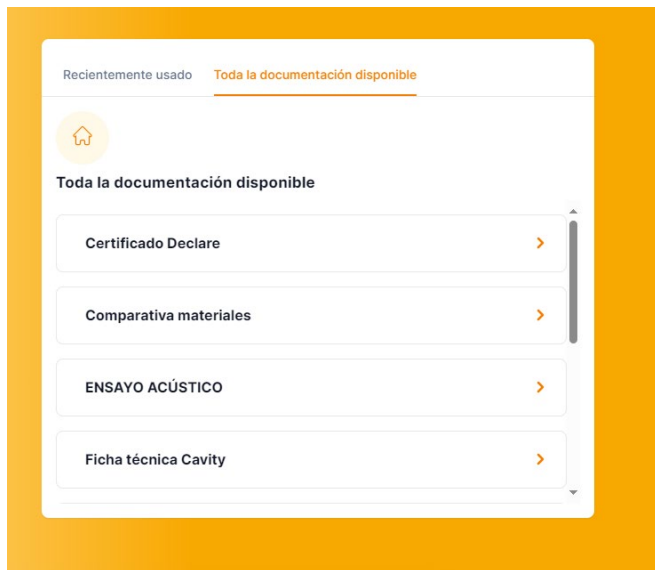 Recientemente usado Toda la documentación disponible
Toda la documentación disponible
Certificado Declare
Comparativa materiales
ENSAYO ACÚSTICO
Ficha técnica Cavity